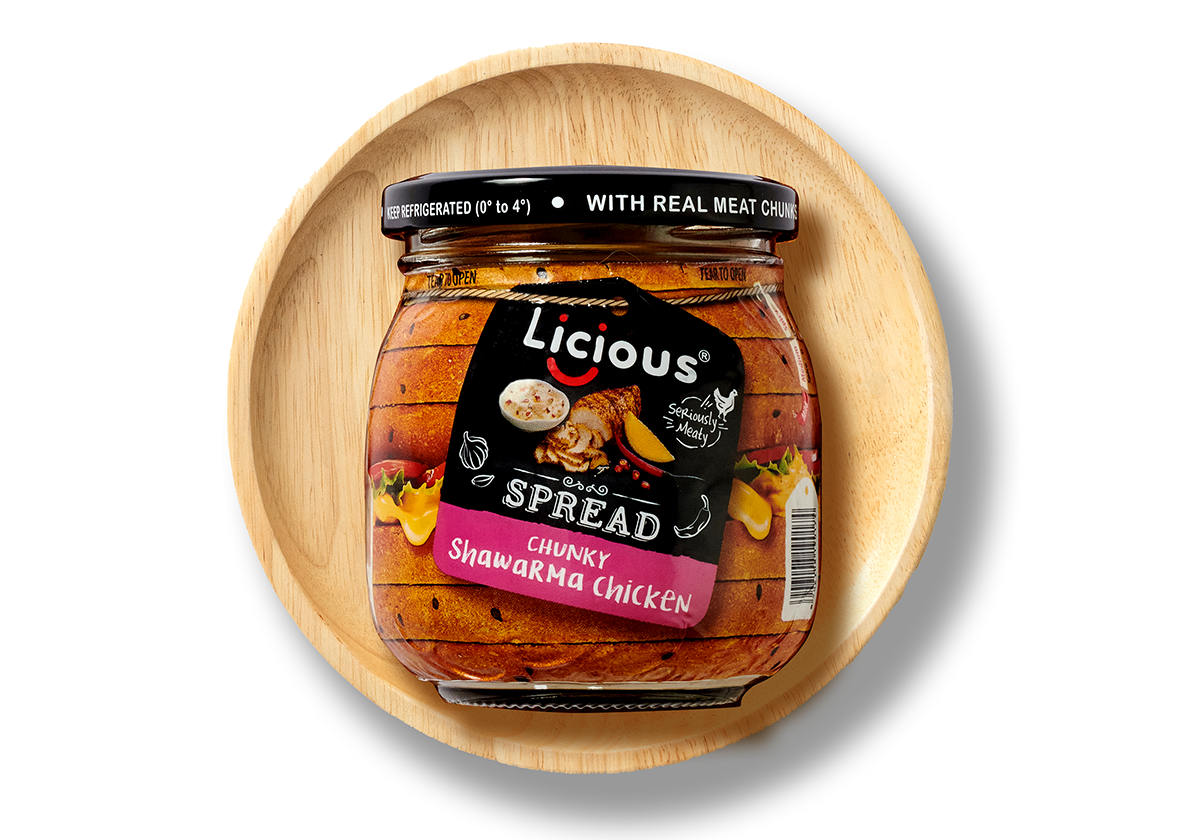 KEEP REFRIGERATED (0° to 4°) • WITH REAL MEAT CHUNKS
TEAR TO OPEN
TEAR TO OPEN
Licious®
Seriously
Meaty
SPREAD
CHUNKY
Shawarma Chicken